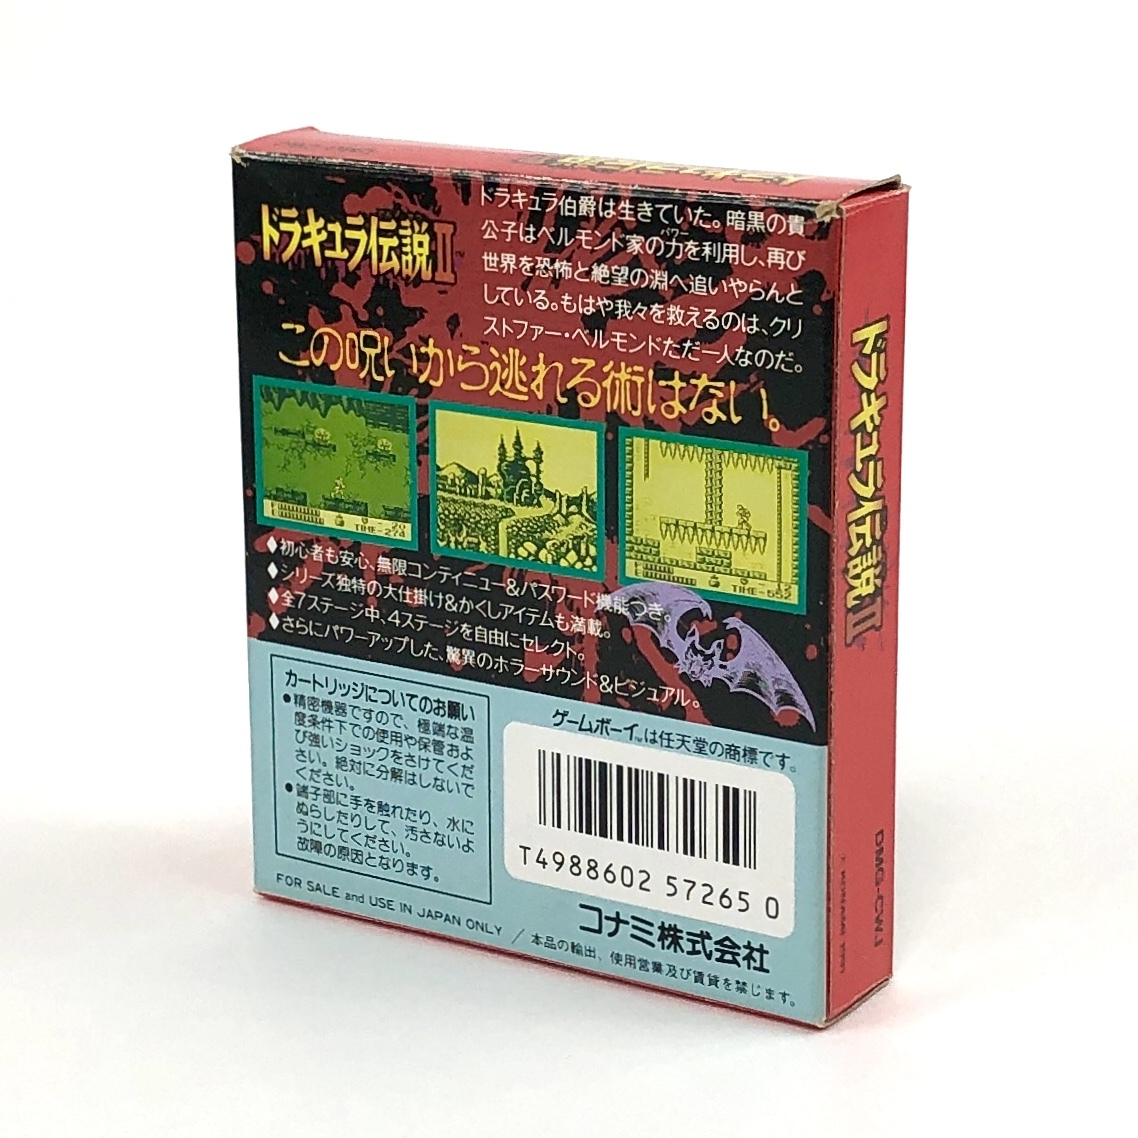 ドラキュラ伝説II
ドラキュラ伯爵は生きていた。暗黒の貴
公子はベルモンド家の力を利用し、再び
パワー
世界を恐怖と絶望の淵へ追いやらんと
している。もはや我々を救えるのは、クリ
ストファー・ベルモンドただ一人なのだ。
この呪いから逃れる術はない。
TIME-274
TIME-552
◆初心者も安心、無限コンティニュー&パスワード機能つき。
◆シリーズ独特の大仕掛け&かくしアイテムも満載。
◆全7ステージ中、4ステージを自由にセレクト。
◆さらにパワーアップした、驚異のホラーサウンド&ビジュアル。
カートリッジについてのお願い
●精密機器ですので、極端な温
度条件下での使用や保管およ
び強いショックをさけてくだ
さい。絶対に分解はしないで
ください。
●端子部に手を触れたり、水に
ぬらしたりして、汚さないよ
うにしてください。
故障の原因となります。
ゲームボーイ™は任天堂の商標です。
T4988602 57265 0
コナミ株式会社
FOR SALE and USE IN JAPAN ONLY / 本品の輸出、使用営業及び賃貸を禁じます。
ドラキュラ伝説II
DMG-CWJ